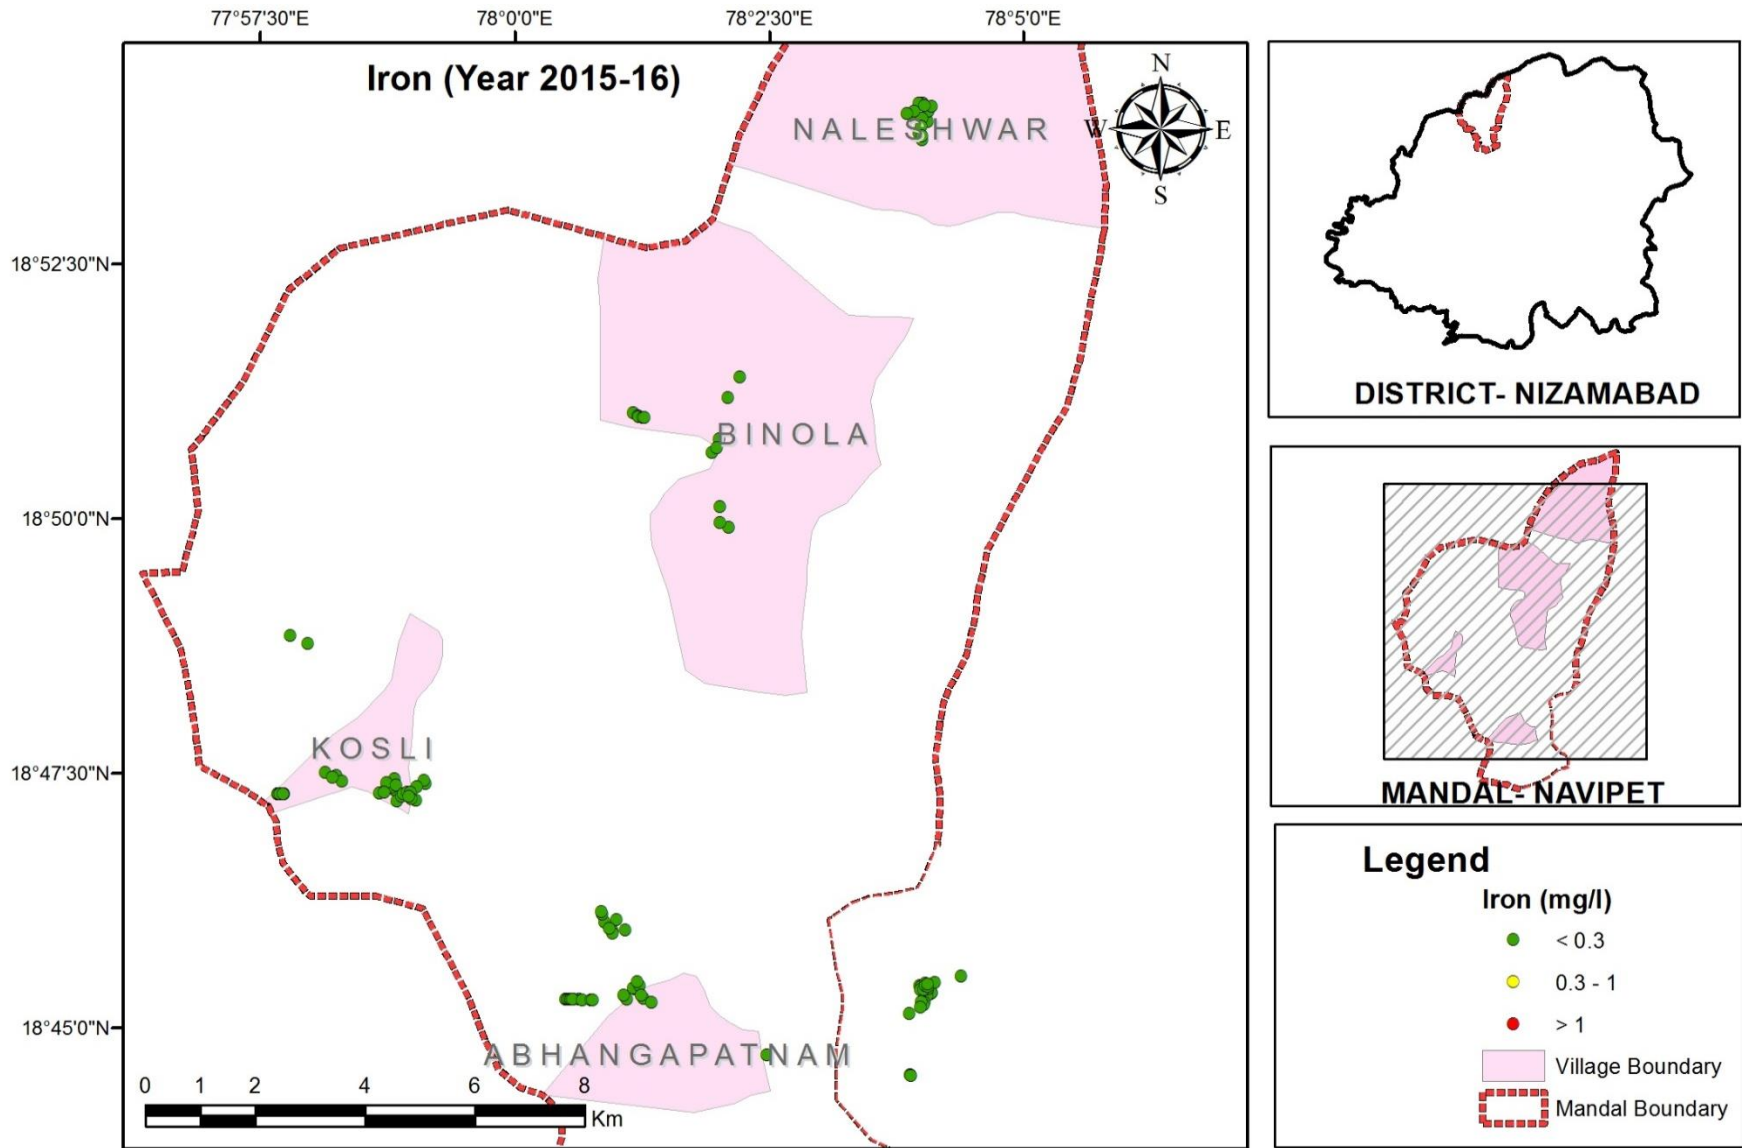 77°57'30"E 78°0'0"E 78°2'30"E 78°5'0"E
Iron (Year 2015-16)
N
W E
S
NALESHWAR
18°52'30"N
BINOLA
18°50'0"N
KOSLI
18°47'30"N
18°45'0"N
ABHANGAPATNAM
0 1 2 4 6 8
Km
DISTRICT- NIZAMABAD
MANDAL- NAVIPET
Legend
Iron (mg/l)
< 0.3
0.3 - 1
> 1
Village Boundary
Mandal Boundary